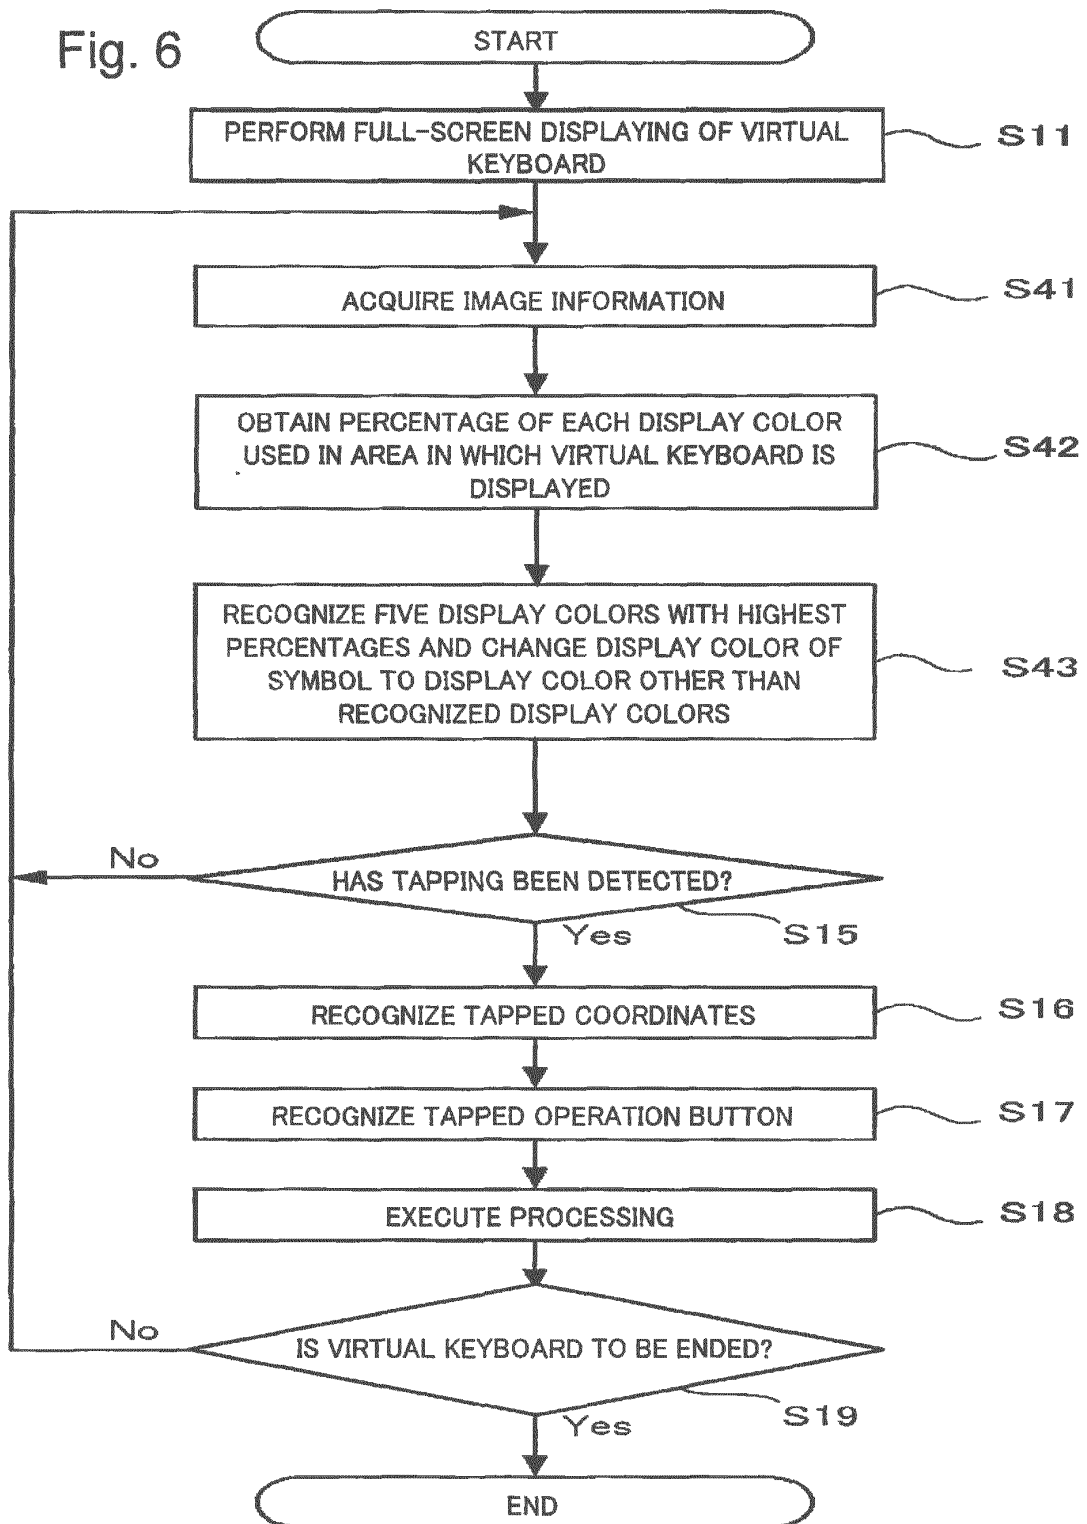 Fig. 6
START
PERFORM FULL-SCREEN DISPLAYING OF VIRTUAL
KEYBOARD
S11
ACQUIRE IMAGE INFORMATION
S41
OBTAIN PERCENTAGE OF EACH DISPLAY COLOR
USED IN AREA IN WHICH VIRTUAL KEYBOARD IS
DISPLAYED
S42
RECOGNIZE FIVE DISPLAY COLORS WITH HIGHEST
PERCENTAGES AND CHANGE DISPLAY COLOR OF
SYMBOL TO DISPLAY COLOR OTHER THAN
RECOGNIZED DISPLAY COLORS
S43
No
HAS TAPPING BEEN DETECTED?
S15
Yes
RECOGNIZE TAPPED COORDINATES
S16
RECOGNIZE TAPPED OPERATION BUTTON
S17
EXECUTE PROCESSING
S18
No
IS VIRTUAL KEYBOARD TO BE ENDED?
S19
Yes
END